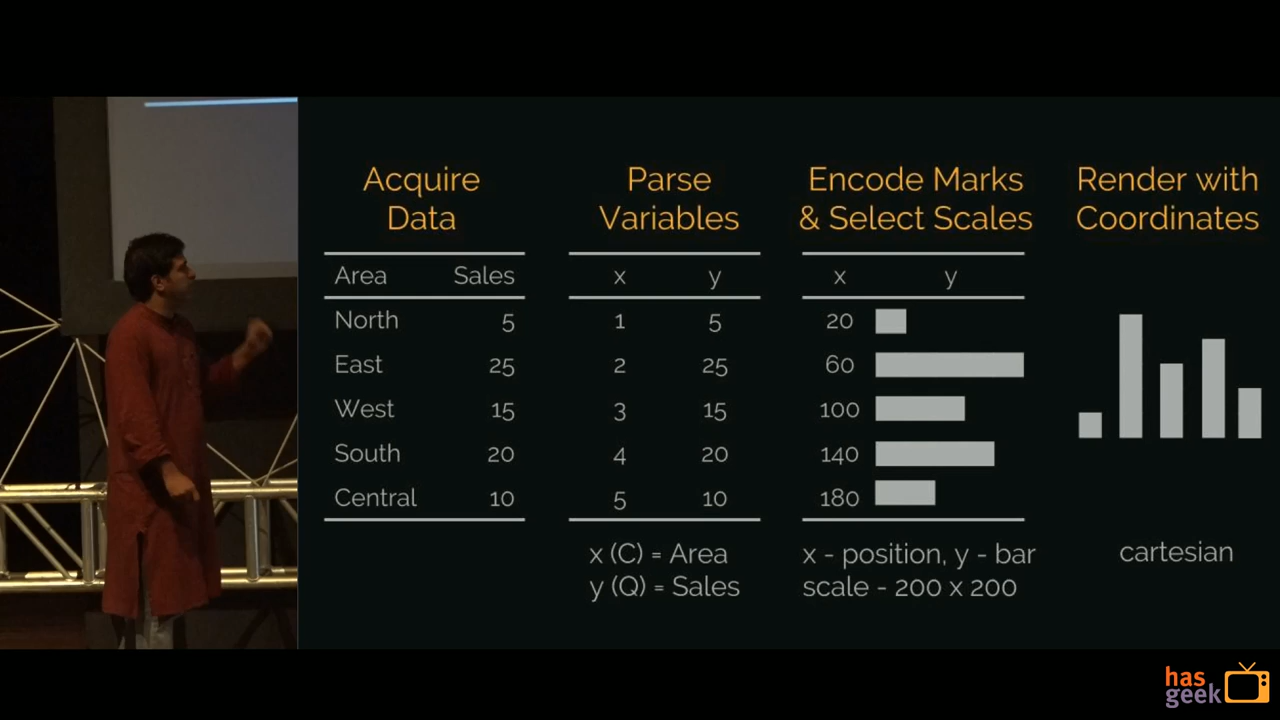 Acquire Data
Area Sales
North 5
East 25
West 15
South 20
Central 10
Parse Variables
x y
1 5
2 25
3 15
4 20
5 10
x (C) = Area
y (Q) = Sales
Encode Marks
& Select Scales
x y
20
60
100
140
180
x - position, y - bar
scale - 200 x 200
Render with
Coordinates
cartesian
has
geek